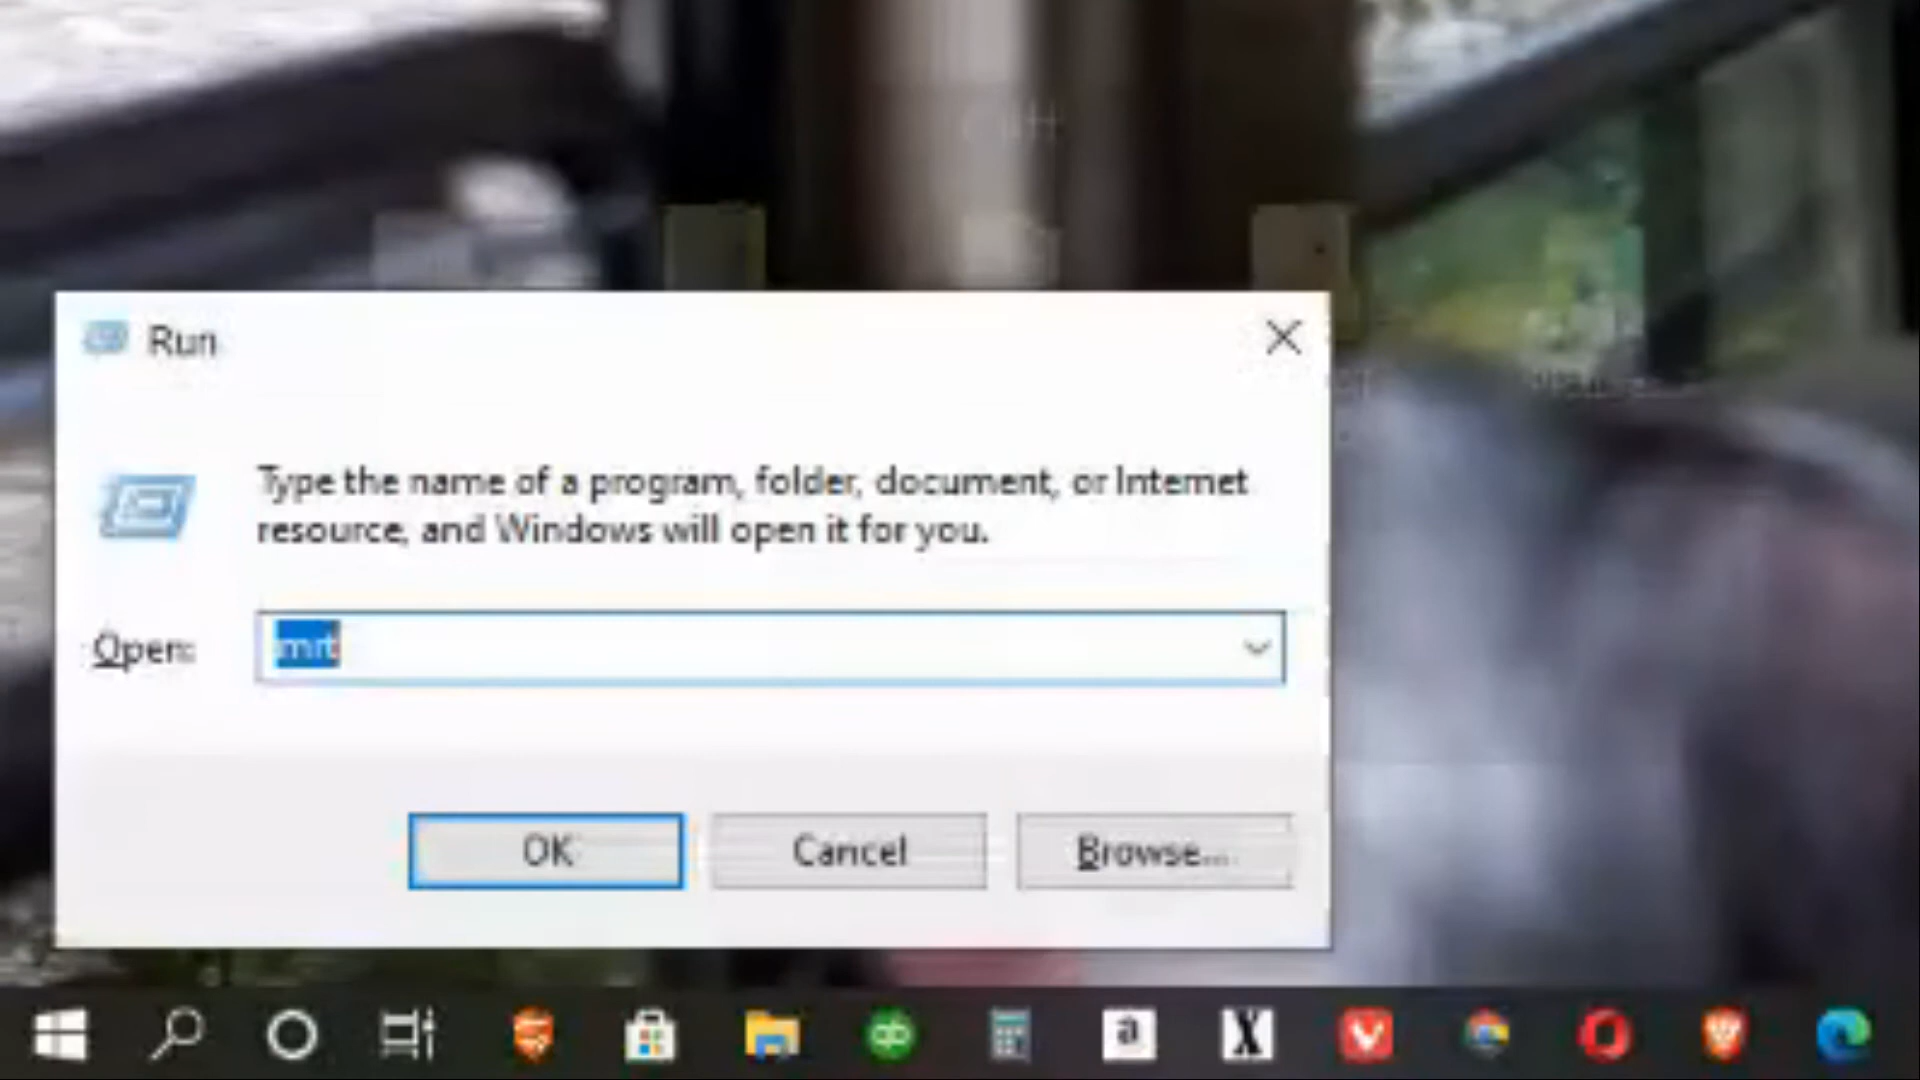 Run
Type the name of a program, folder, document, or Internet
resource, and Windows will open it for you.
Open:
mrt
OK
Cancel
Browse...
qb
a
X